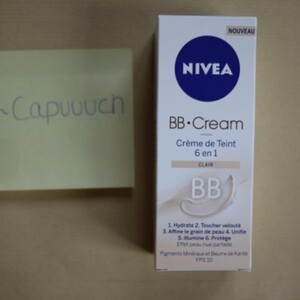 ~Capuuuch
NOUVEAU
NIVEA
BB•Cream
Crème de Teint
6 en 1
CLAIR
BB
1. Hydrate 2. Toucher velouté
3. Affine le grain de peau 4. Unifie
5. Illumine 6. Protège
Effet peau nue parfaite
Pigments Minéraux et Beurre de Karité
FPS 10